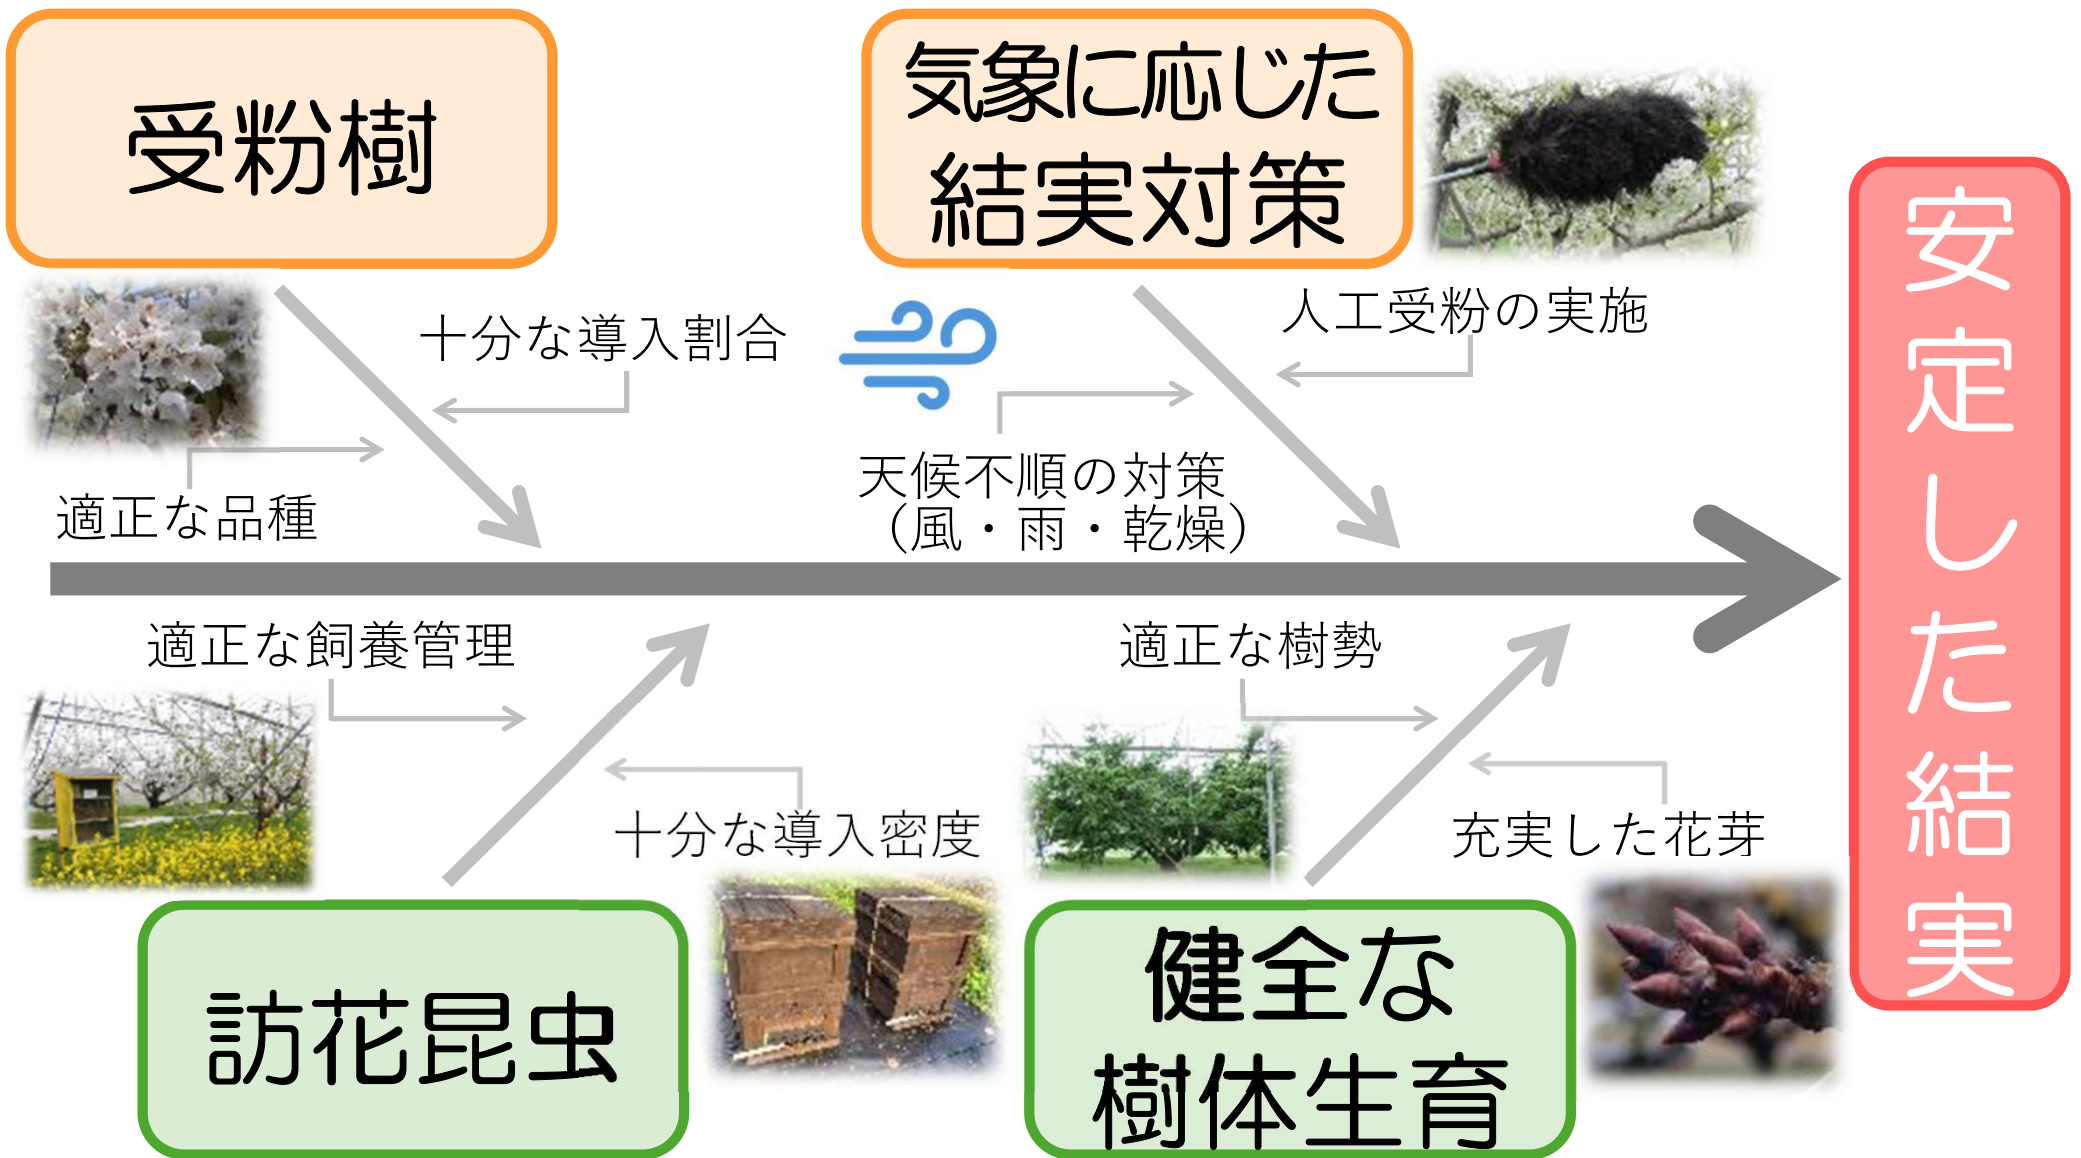 受粉樹
気象に応じた
結実対策
十分な導入割合
適正な品種
人工受粉の実施
天候不順の対策
（風・雨・乾燥）
安定した結実
適正な飼養管理
十分な導入密度
適正な樹勢
充実した花芽
訪花昆虫
健全な
樹体生育